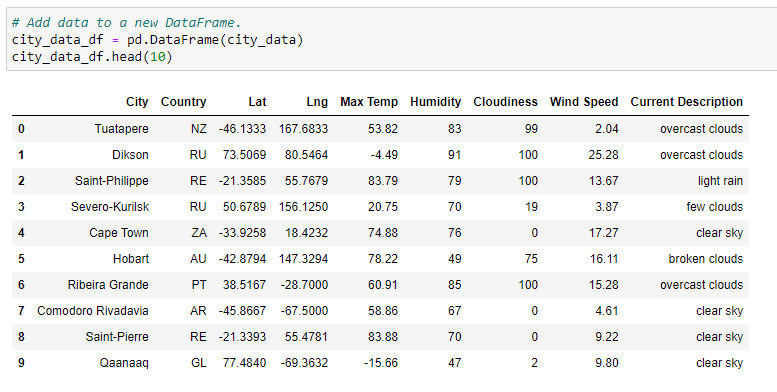 # Add data to a new DataFrame.
city_data_df = pd.DataFrame(city_data)
city_data_df.head(10)
City Country Lat Lng Max Temp Humidity Cloudiness Wind Speed Current Description
0 Tuatapere NZ -46.1333 167.6833 53.82 83 99 2.04 overcast clouds
1 Dikson RU 73.5069 80.5464 -4.49 91 100 25.28 overcast clouds
2 Saint-Philippe RE -21.3585 55.7679 83.79 79 100 13.67 light rain
3 Severo-Kurilsk RU 50.6789 156.1250 20.75 70 19 3.87 few clouds
4 Cape Town ZA -33.9258 18.4232 74.88 76 0 17.27 clear sky
5 Hobart AU -42.8794 147.3294 78.22 49 75 16.11 broken clouds
6 Ribeira Grande PT 38.5167 -28.7000 60.91 85 100 15.28 overcast clouds
7 Comodoro Rivadavia AR -45.8667 -67.5000 58.86 67 0 4.61 clear sky
8 Saint-Pierre RE -21.3393 55.4781 83.88 70 0 9.22 clear sky
9 Qaanaaq GL 77.4840 -69.3632 -15.66 47 2 9.80 clear sky